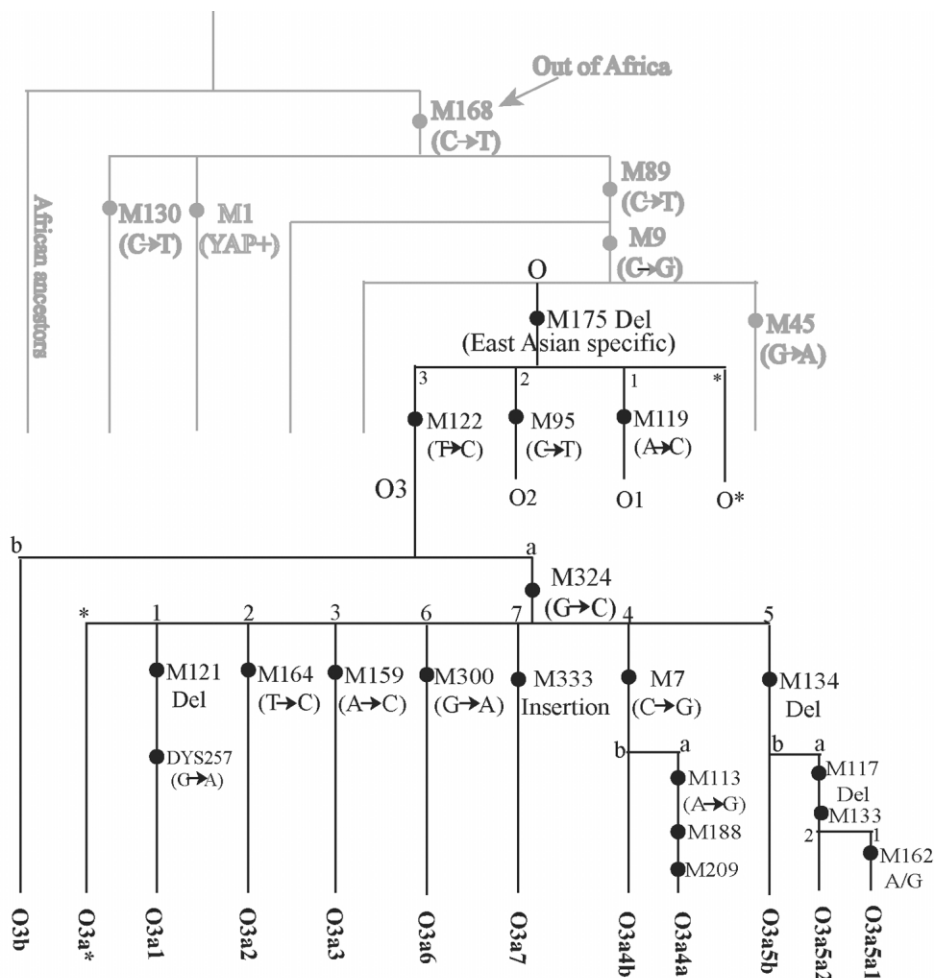 Out of Africa
M168
(C→T)
African ancestors
M130
(C→T)
M1
(YAP+)
M89
(C→T)
M9
(C→G)
O
M175 Del
(East Asian specific)
M45
(G→A)
3
2
1
*
M122
(T→C)
M95
(C→T)
M119
(A→C)
O3
O2
O1
O*
b
a
M324
(G→C)
*
1
2
3
6
7
4
5
M121
Del
M164
(T→C)
M159
(A→C)
M300
(G→A)
M333
Insertion
M7
(C→G)
M134
Del
DYS257
(G→A)
b
a
M113
(A→G)
M188
M209
b
a
M117
Del
M133
2
1
M162
A/G
O3b
O3a*
O3a1
O3a2
O3a3
O3a6
O3a7
O3a4b
O3a4a
O3a5b
O3a5a2
O3a5a1